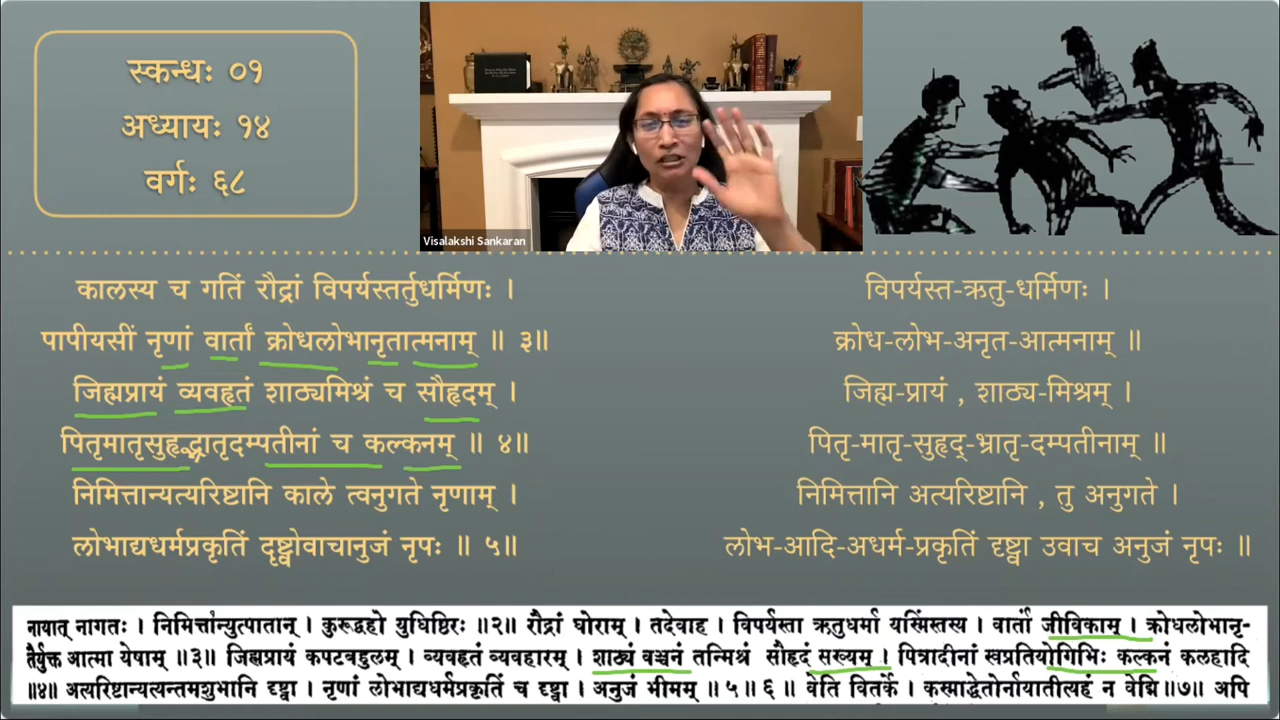 स्कन्धः ०१
अध्यायः १४
वर्गः ६८
Visalakshi Sankaran
कालस्य च गतिं रौद्रां विपर्यस्तर्तुधर्मिणः ।
पापीयसीं नृणां वार्तां क्रोधलोभानृतात्मनाम् ॥ ३॥
जिह्मप्रायं व्यवहृतं शाठ्यमिश्रं च सौहृदम् ।
पितृमातृसुहृद्भ्रातृदम्पतीनां च कल्कनम् ॥ ४॥
निमित्तान्यत्यरिष्टानि काले त्वनुगते नृणाम् ।
लोभाद्यधर्मप्रकृतिं दृष्ट्वोवाचानुजं नृपः ॥ ५॥
विपर्यस्त-ऋतु-धर्मिणः ।
क्रोध-लोभ-अनृत-आत्मनाम् ॥
जिह्म-प्रायं , शाठ्य-मिश्रम् ।
पितृ-मातृ-सुहृद्-भ्रातृ-दम्पतीनाम् ॥
निमित्तानि अत्यरिष्टानि , तु अनुगते ।
लोभ-आदि-अधर्म-प्रकृतिं दृष्ट्वा उवाच अनुजं नृपः ॥
नायात् नागतः । निमित्तान्युत्पातान् । कुरूद्वहो युधिष्ठिरः ॥२॥ रौद्रां घोराम् । तदेवाह । विपर्यस्ता ऋतुधर्मा यस्मिंस्तस्य । वार्तां जीविकाम् । क्रोधलोभानृ-
तैर्युक्त आत्मा येषाम् ॥३॥ जिह्मप्रायं कपटबहुलम् । व्यवहृतं व्यवहारम् । शाठ्यं वञ्चनं तन्मिश्रं सौहृदं सख्यम् । पित्रादीनां स्वप्रतियोगिभिः कल्कनं कलहादि
॥४॥ अत्यरिष्टान्यत्यन्तमशुभानि दृष्ट्वा । नृणां लोभाद्यधर्मप्रकृतिं च दृष्ट्वा । अनुजं भीमम् ॥५॥६॥ वेति वितर्के । कस्माद्धेतोर्नायातीत्यहं न वेद्मि॥७॥ अपि